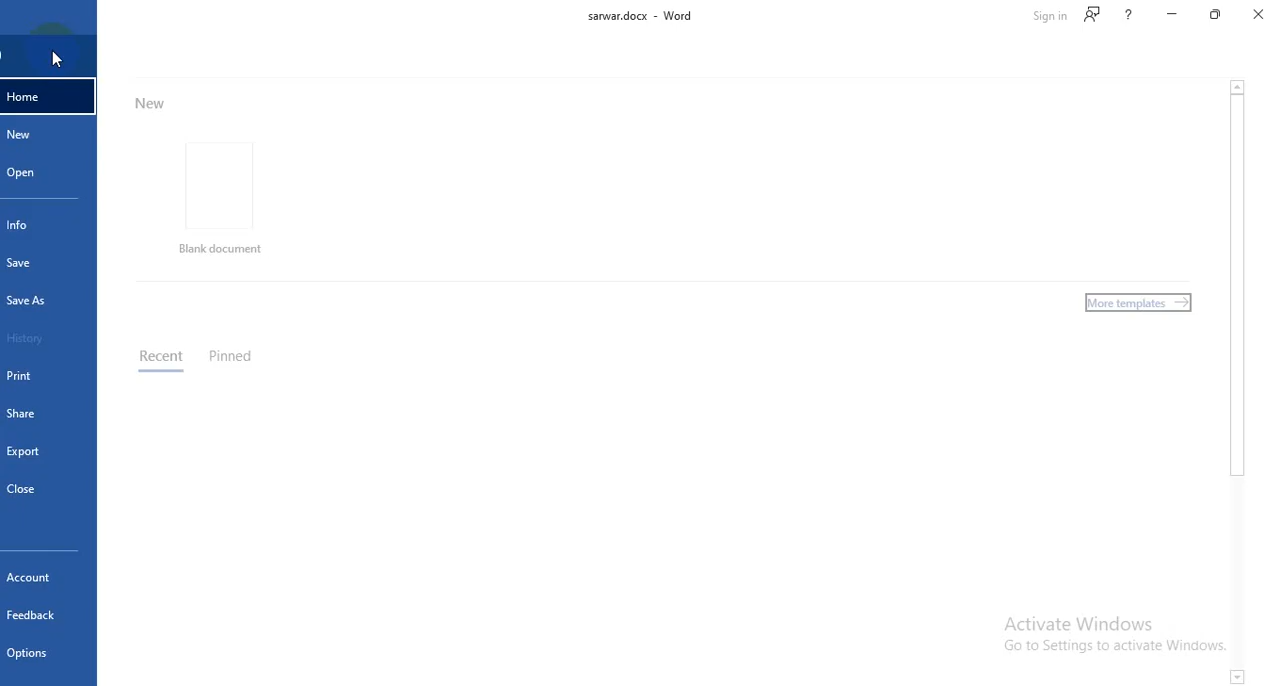 sarwar.docx - Word
Sign in
?
Home
New
Open
Info
Save
Save As
History
Print
Share
Export
Close
Account
Feedback
Options
New
Blank document
More templates →
Recent Pinned
Activate Windows
Go to Settings to activate Windows.